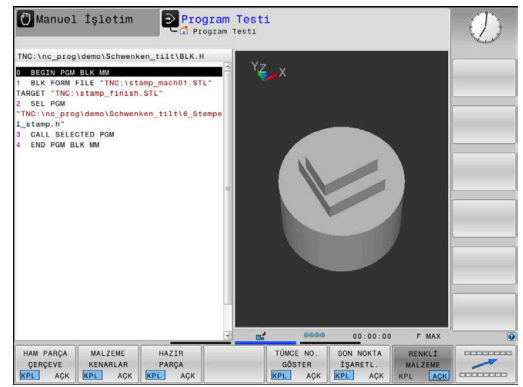 Manuel İşletim
Program Testi
Program Testi
TNC:\nc_prog\demo\Schwenken_tilt\BLK.H
0 BEGIN PGM BLK MM
1 BLK FORM FILE "TNC:\stamp_mach01.STL"
TARGET "TNC:\stamp_finish.STL"
2 SEL PGM
"TNC:\nc_prog\demo\Schwenken_tilt\6_Stempe
l_stamp.h"
3 CALL SELECTED PGM
4 END PGM BLK MM
Y Z X
00:00:00 F MAX
HAM PARÇA
ÇERÇEVE
KPL AÇK
MALZEME
KENARLAR
KPL AÇK
HAZIR
PARÇA
KPL AÇK
TÜMCE NO.
GÖSTER
KPL AÇK
SON NOKTA
İŞARETL.
KPL AÇK
RENKLİ
MALZEME
KPL AÇK